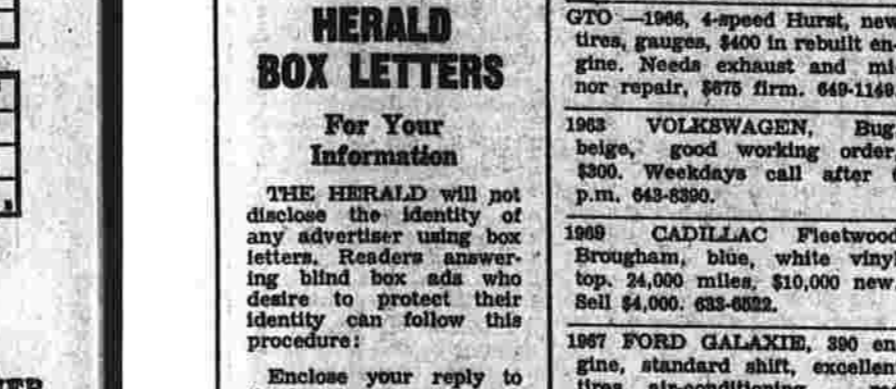 HERALD
BOX LETTERS
For Your
Information
THE HERALD will not
disclose the identity of
any advertiser using box
letters. Readers answer-
ing blind box ads who
desire to protect their
identity can follow this
procedure:
Enclose your reply to
GTO —1966, 4-speed Hurst, new
tires, gauges, $400 in rebuilt en-
gine. Needs exhaust and mi-
nor repair, $675 firm. 649-1149.
1963 VOLKSWAGEN, Bug
beige, good working order,
$300. Weekdays call after
p.m. 643-8390.
1969 CADILLAC Fleetwood
Brougham, blue, white vinyl
top. 24,000 miles, $10,000 new.
Sell $4,000. 633-6522.
1967 FORD GALAXIE, 390 en-
gine, standard shift, excellent
tires